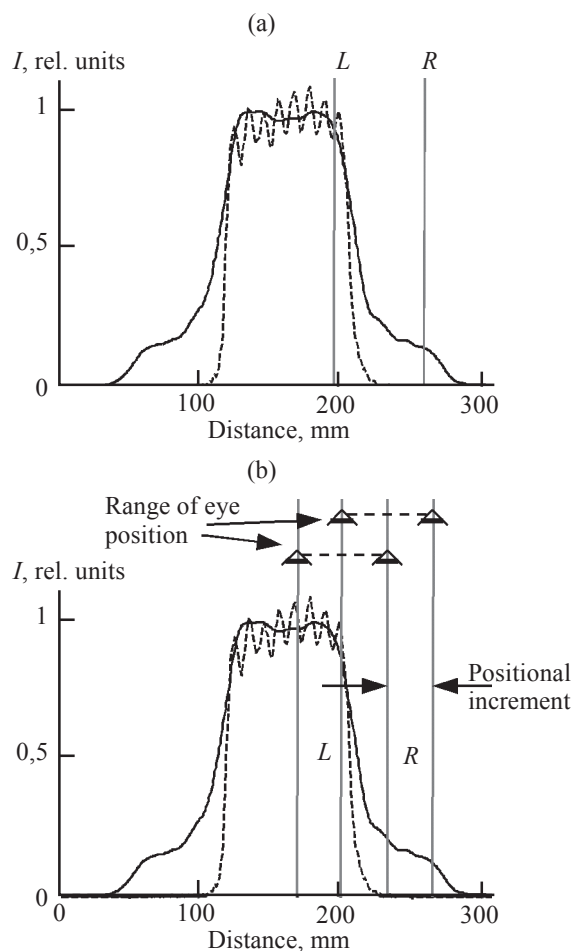 (a)
I, rel. units
L
R
1
0,5
0
100
200
300
Distance, mm
(b)
Range of eye
position
I, rel. units
1
Positional
increment
L
R
0,5
0
0
100
200
300
Distance, mm